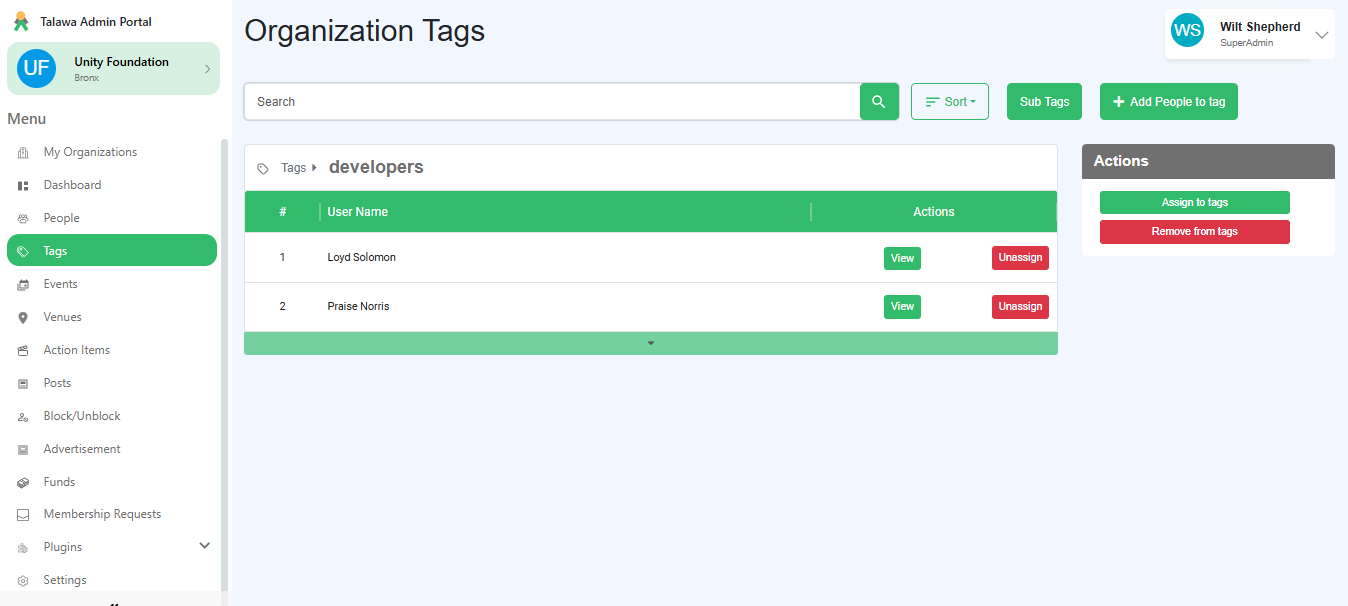 Talawa Admin Portal
UF
Unity Foundation
Bronx
Menu
My Organizations
Dashboard
People
Tags
Events
Venues
Action Items
Posts
Block/Unblock
Advertisement
Funds
Membership Requests
Plugins
Settings
Organization Tags
WS
Wilt Shepherd
SuperAdmin
Search
Sort
Sub Tags
+ Add People to tag
Tags developers
# User Name Actions
1 Loyd Solomon View Unassign
2 Praise Norris View Unassign
Actions
Assign to tags
Remove from tags